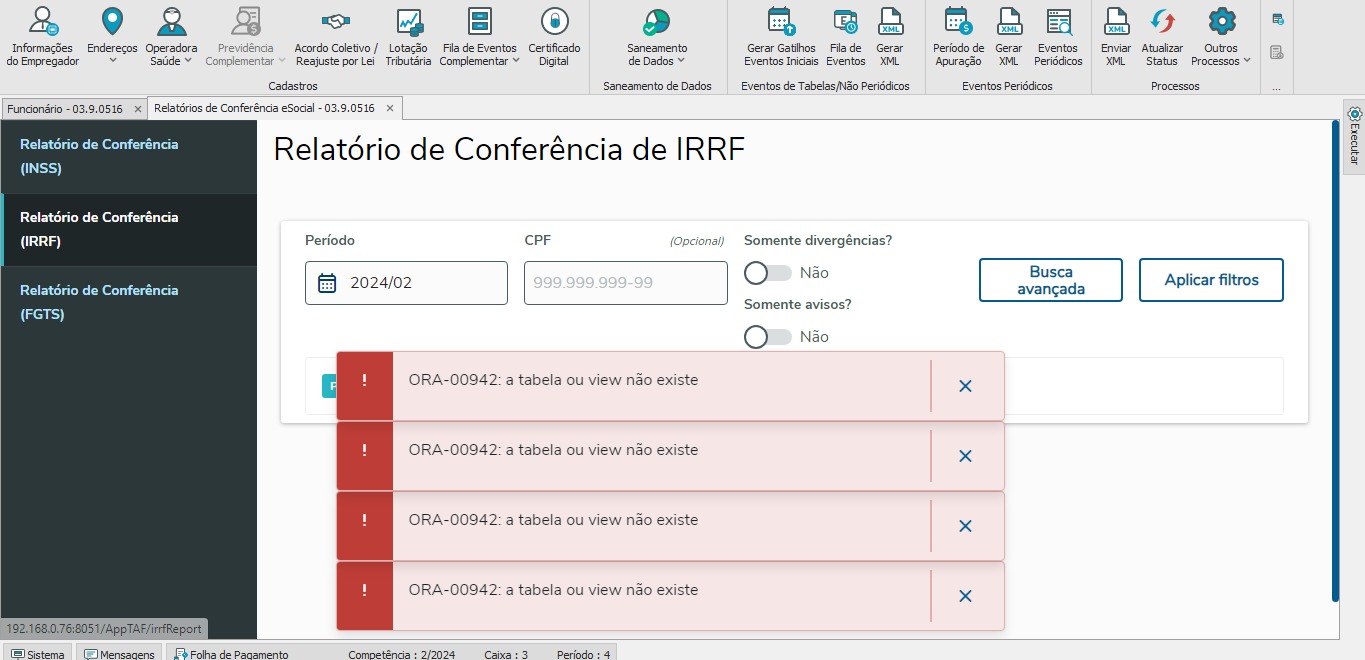 Informações
do Empregador
Endereços
Operadora
Saúde
Previdência
Complementar
Acordo Coletivo /
Reajuste por Lei
Lotação
Tributária
Fila de Eventos
Complementar
Certificado
Digital
Cadastros
Saneamento
de Dados
Saneamento de Dados
Gerar Gatilhos
Eventos Iniciais
Fila de
Eventos
Gerar
XML
Eventos de Tabelas/Não Periódicos
Período de
Apuração
Gerar
XML
Eventos
Periódicos
Eventos Periódicos
Enviar
XML
Atualizar
Status
Outros
Processos
Processos
...
Funcionário - 03.9.0516 ×
Relatórios de Conferência eSocial - 03.9.0516 ×
Executar
Relatório de Conferência
(INSS)
Relatório de Conferência
(IRRF)
Relatório de Conferência
(FGTS)
Relatório de Conferência de IRRF
Período
2024/02
CPF (Opcional)
999.999.999-99
Somente divergências?
Não
Somente avisos?
Não
Busca
avançada
Aplicar filtros
! ORA-00942: a tabela ou view não existe ×
! ORA-00942: a tabela ou view não existe ×
! ORA-00942: a tabela ou view não existe ×
! ORA-00942: a tabela ou view não existe ×
192.168.0.76:8051/AppTAF/irrfReport
Sistema Mensagens Folha de Pagamento Competência : 2/2024 Caixa : 3 Período : 4